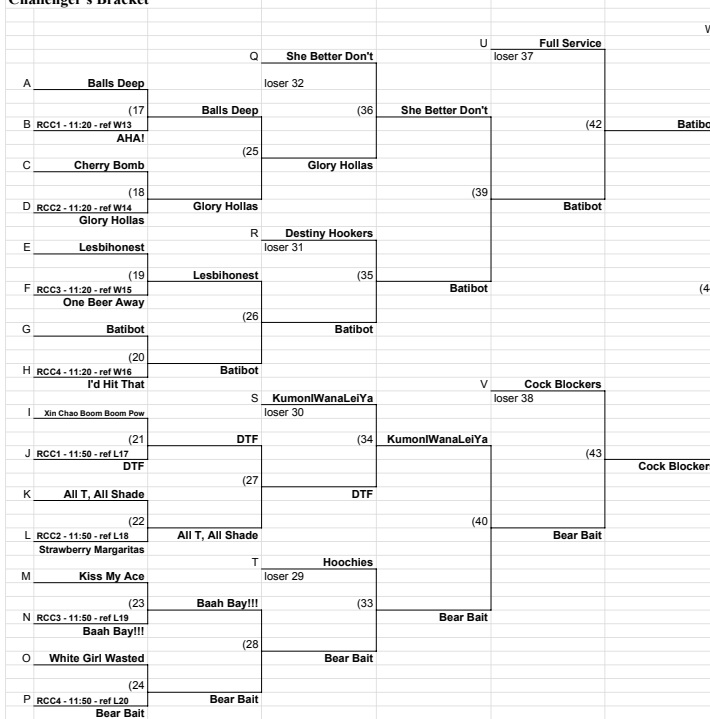 Challenger's Bracket
W
U Full Service
Q She Better Don't loser 37
A Balls Deep loser 32
(17 Balls Deep (36 She Better Don't
B RCC1 - 11:20 - ref W13 (42 Batibo
AHA!
(25
C Cherry Bomb Glory Hollas
(18 (39
D RCC2 - 11:20 - ref W14 Glory Hollas Batibot
Glory Hollas
R Destiny Hookers
E Lesbihonest loser 31
(19 Lesbihonest (35
F RCC3 - 11:20 - ref W15 Batibot (4
One Beer Away
(26
G Batibot Batibot
(20
H RCC4 - 11:20 - ref W16 Batibot
I'd Hit That V Cock Blockers
S KumonIWanaLeiYa loser 38
I Xin Chao Boom Boom Pow loser 30
(21 DTF (34 KumonIWanaLeiYa
J RCC1 - 11:50 - ref L17 (43
DTF Cock Blocker
(27
K All T, All Shade DTF
(22 (40
L RCC2 - 11:50 - ref L18 All T, All Shade Bear Bait
Strawberry Margaritas
T Hoochies
M Kiss My Ace loser 29
(23 Baah Bay!!! (33
N RCC3 - 11:50 - ref L19 Bear Bait
Baah Bay!!!
(28
O White Girl Wasted Bear Bait
(24
P RCC4 - 11:50 - ref L20 Bear Bait
Bear Bait